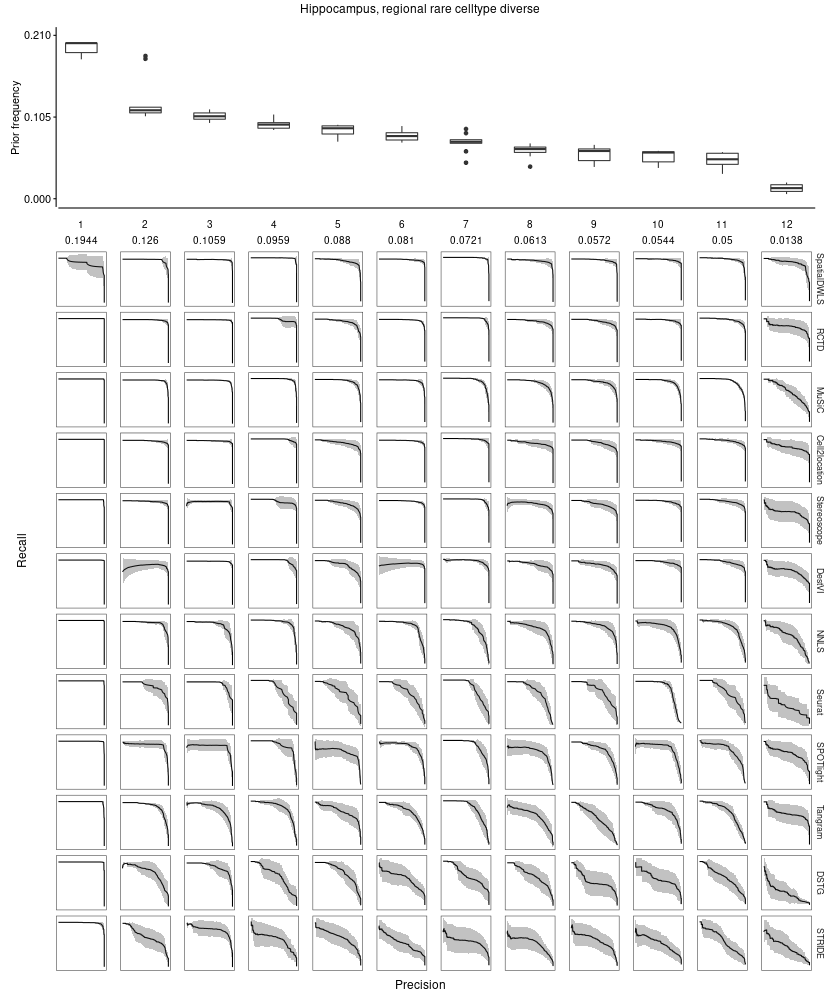 Hippocampus, regional rare celltype diverse
Prior frequency
0.210
0.105
0.000
1 2 3 4 5 6 7 8 9 10 11 12
0.1944 0.126 0.1059 0.0959 0.088 0.081 0.0721 0.0613 0.0572 0.0544 0.05 0.0138
SpatialDWLS
RCTD
MuSiC
Cell2location
Stereoscope
DestVI
NNLS
Seurat
SPOTlight
Tangram
DSTG
STRIDE
Recall
Precision